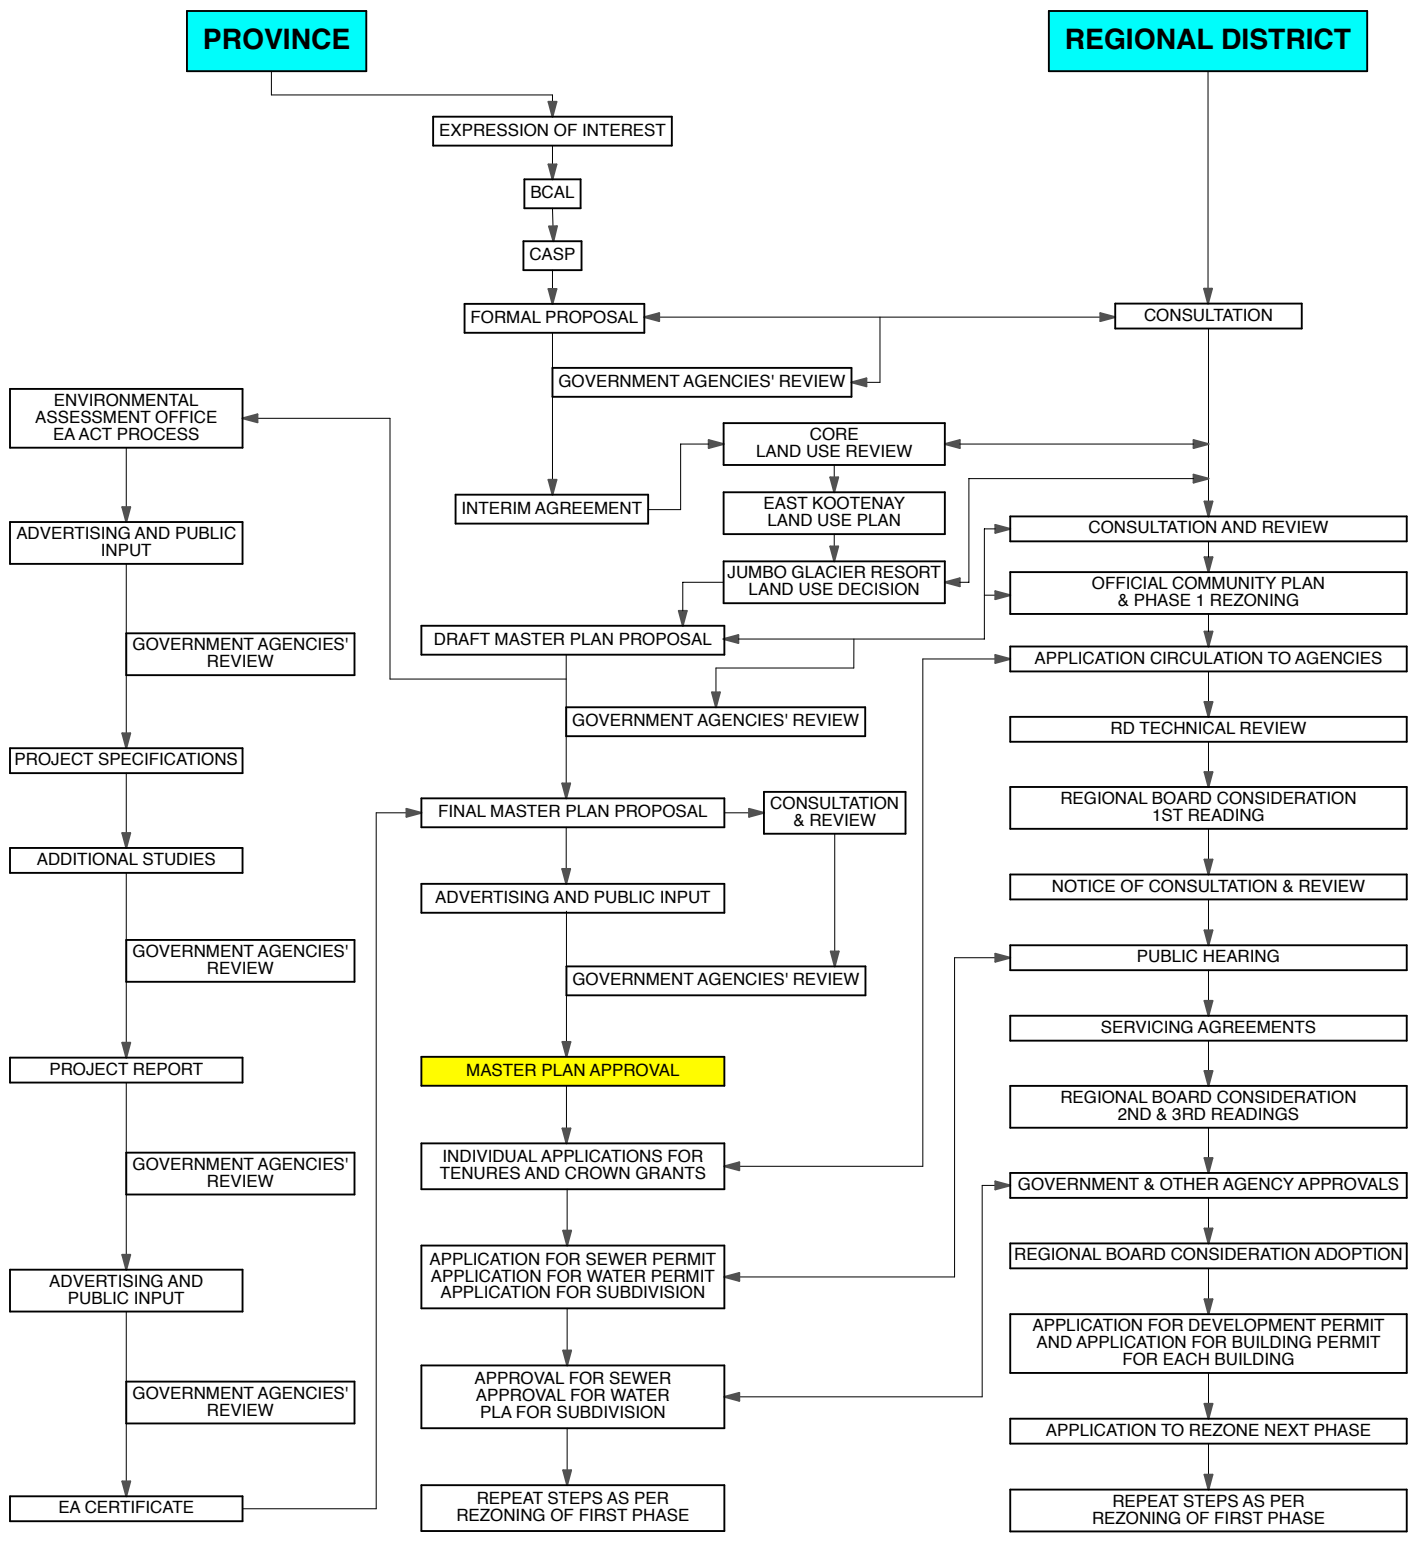 PROVINCE
REGIONAL DISTRICT
EXPRESSION OF INTEREST
BCAL
CASP
FORMAL PROPOSAL
CONSULTATION
GOVERNMENT AGENCIES' REVIEW
ENVIRONMENTAL
ASSESSMENT OFFICE
EA ACT PROCESS
CORE
LAND USE REVIEW
INTERIM AGREEMENT
EAST KOOTENAY
LAND USE PLAN
ADVERTISING AND PUBLIC
INPUT
CONSULTATION AND REVIEW
JUMBO GLACIER RESORT
LAND USE DECISION
OFFICIAL COMMUNITY PLAN
& PHASE 1 REZONING
GOVERNMENT AGENCIES'
REVIEW
DRAFT MASTER PLAN PROPOSAL
APPLICATION CIRCULATION TO AGENCIES
GOVERNMENT AGENCIES' REVIEW
RD TECHNICAL REVIEW
PROJECT SPECIFICATIONS
FINAL MASTER PLAN PROPOSAL
CONSULTATION
& REVIEW
REGIONAL BOARD CONSIDERATION
1ST READING
ADDITIONAL STUDIES
ADVERTISING AND PUBLIC INPUT
NOTICE OF CONSULTATION & REVIEW
GOVERNMENT AGENCIES'
REVIEW
GOVERNMENT AGENCIES' REVIEW
PUBLIC HEARING
SERVICING AGREEMENTS
PROJECT REPORT
MASTER PLAN APPROVAL
REGIONAL BOARD CONSIDERATION
2ND & 3RD READINGS
GOVERNMENT AGENCIES'
REVIEW
INDIVIDUAL APPLICATIONS FOR
TENURES AND CROWN GRANTS
GOVERNMENT & OTHER AGENCY APPROVALS
ADVERTISING AND
PUBLIC INPUT
APPLICATION FOR SEWER PERMIT
APPLICATION FOR WATER PERMIT
APPLICATION FOR SUBDIVISION
REGIONAL BOARD CONSIDERATION ADOPTION
APPLICATION FOR DEVELOPMENT PERMIT
AND APPLICATION FOR BUILDING PERMIT
FOR EACH BUILDING
GOVERNMENT AGENCIES'
REVIEW
APPROVAL FOR SEWER
APPROVAL FOR WATER
PLA FOR SUBDIVISION
APPLICATION TO REZONE NEXT PHASE
EA CERTIFICATE
REPEAT STEPS AS PER
REZONING OF FIRST PHASE
REPEAT STEPS AS PER
REZONING OF FIRST PHASE